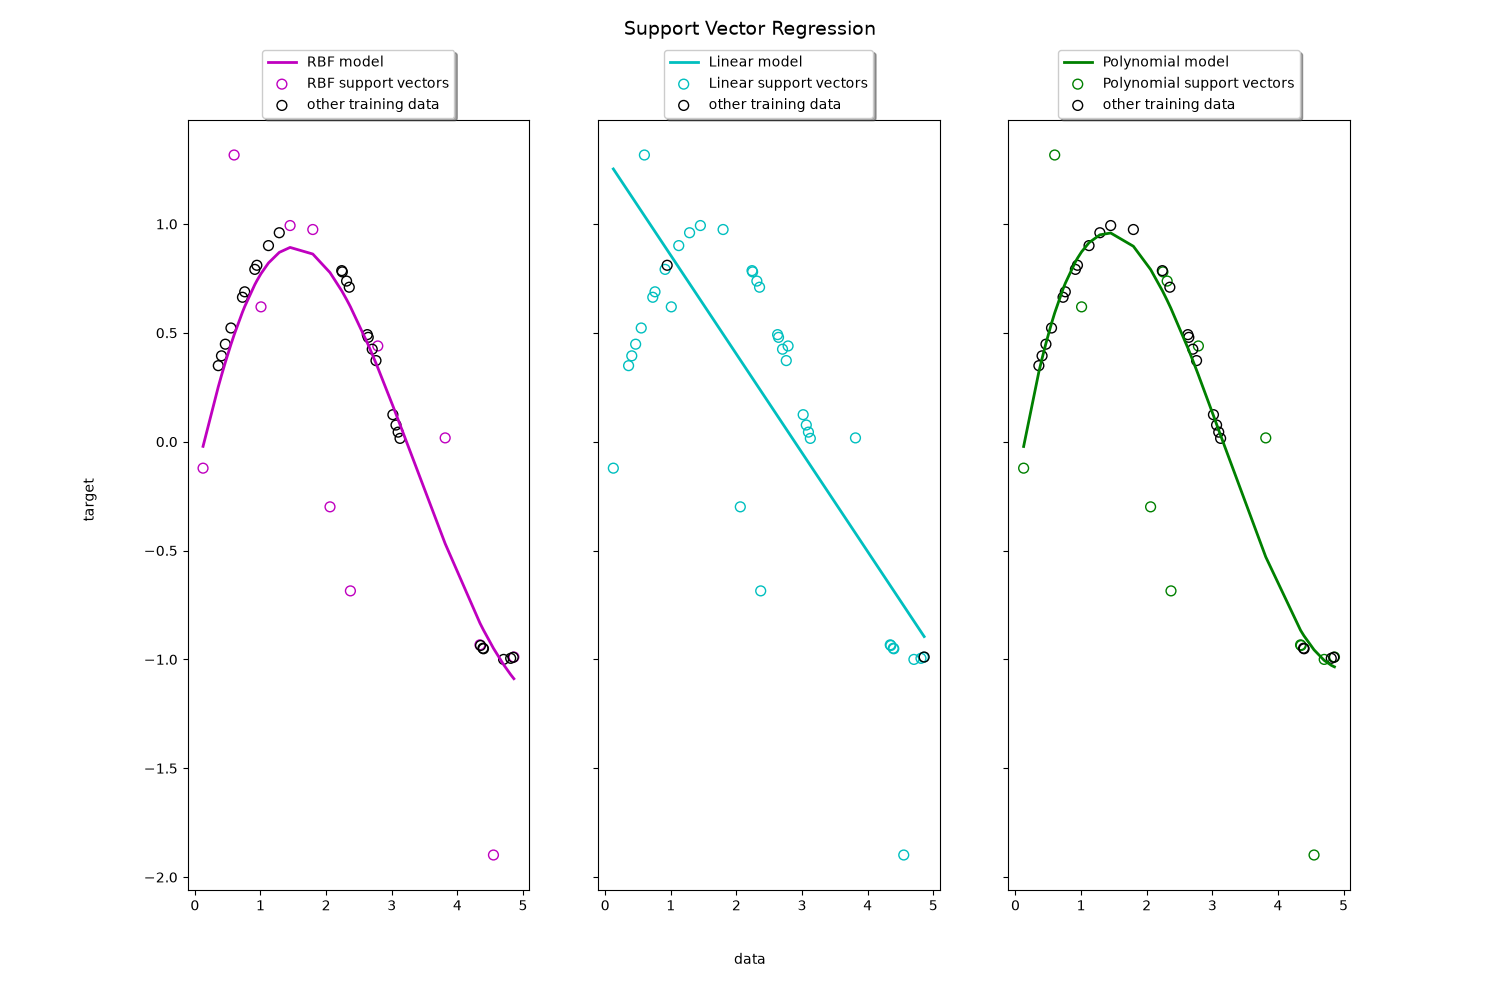 Support Vector Regression
RBF model
RBF support vectors
other training data
Linear model
Linear support vectors
other training data
Polynomial model
Polynomial support vectors
other training data
target
1.0
0.5
0.0
−0.5
−1.0
−1.5
−2.0
0 1 2 3 4 5
0 1 2 3 4 5
0 1 2 3 4 5
data